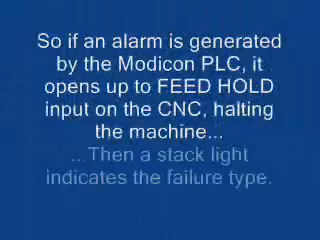 So if an alarm is generated
by the Modicon PLC, it
opens up to FEED HOLD
input on the CNC, halting
the machine...
...Then a stack light
indicates the failure type.